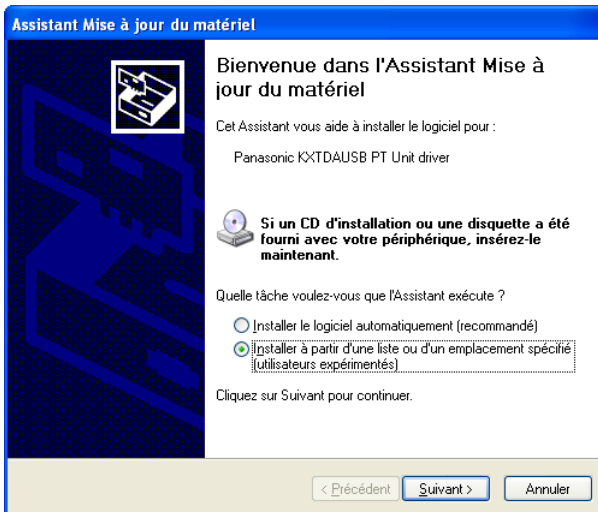 Assistant Mise à jour du matériel
Bienvenue dans l'Assistant Mise à
jour du matériel
Cet Assistant vous aide à installer le logiciel pour :
Panasonic KXTDAUSB PT Unit driver
Si un CD d'installation ou une disquette a été
fourni avec votre périphérique, insérez-le
maintenant.
Quelle tâche voulez-vous que l'Assistant exécute ?
Installer le logiciel automatiquement (recommandé)
Installer à partir d'une liste ou d'un emplacement spécifié
(utilisateurs expérimentés)
Cliquez sur Suivant pour continuer.
< Précédent Suivant > Annuler